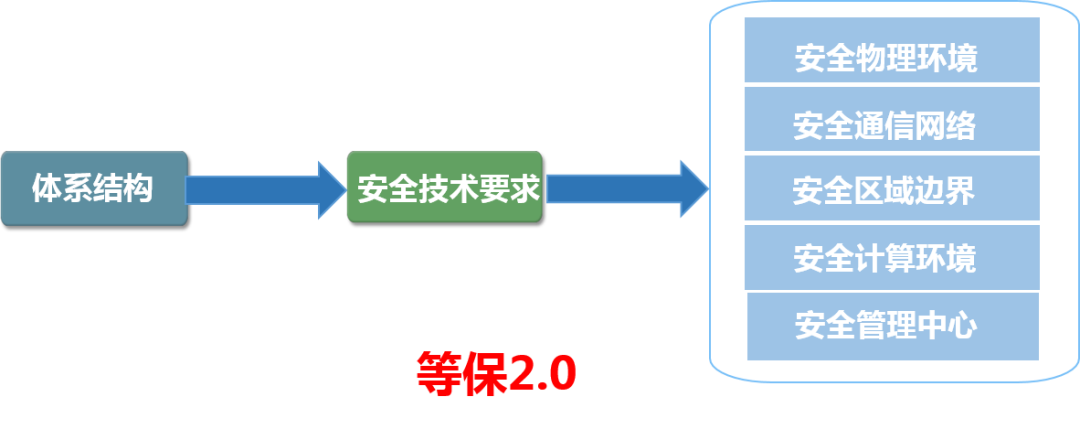 体系结构
安全技术要求
安全物理环境
安全通信网络
安全区域边界
安全计算环境
安全管理中心
等保2.0